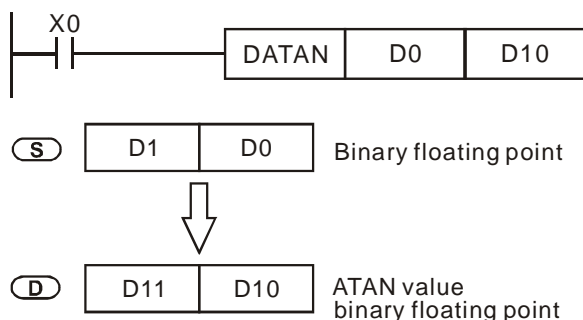 X0
DATAN D0 D10
S D1 D0 Binary floating point
D D11 D10 ATAN value
binary floating point